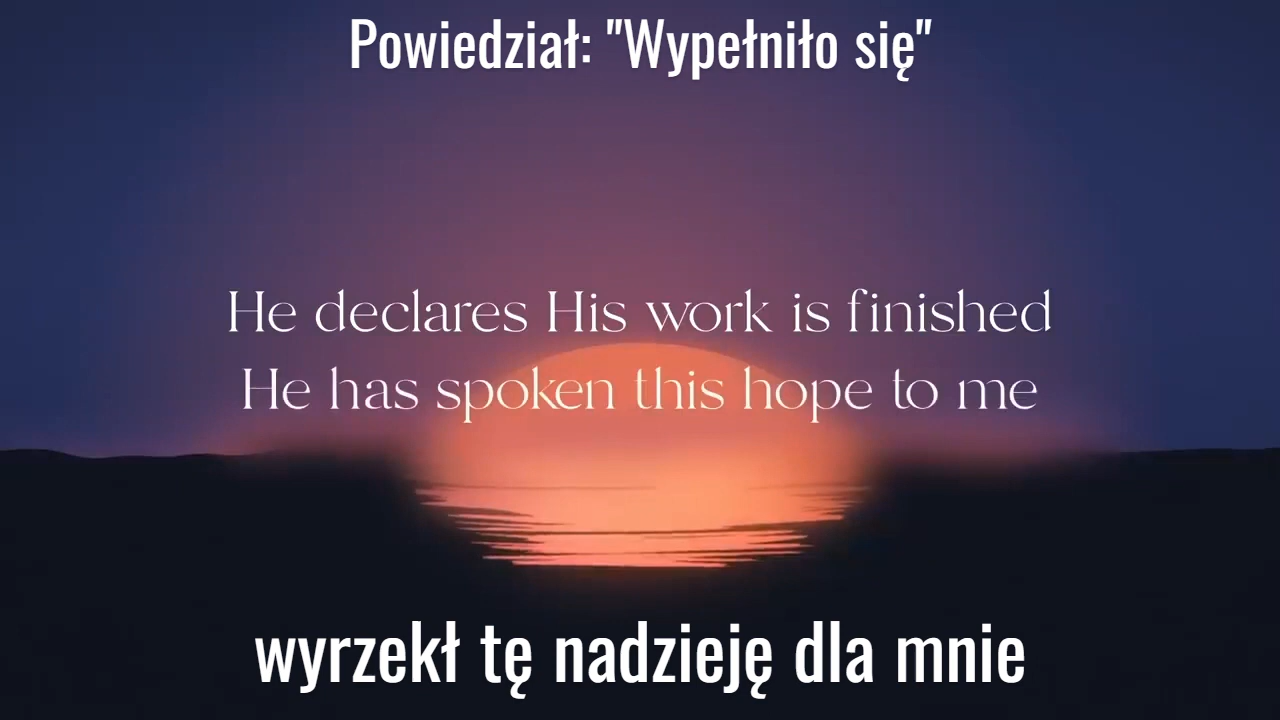 Powiedział: "Wypełniło się"
He declares His work is finished
He has spoken this hope to me
wyrzekł tę nadzieję dla mnie